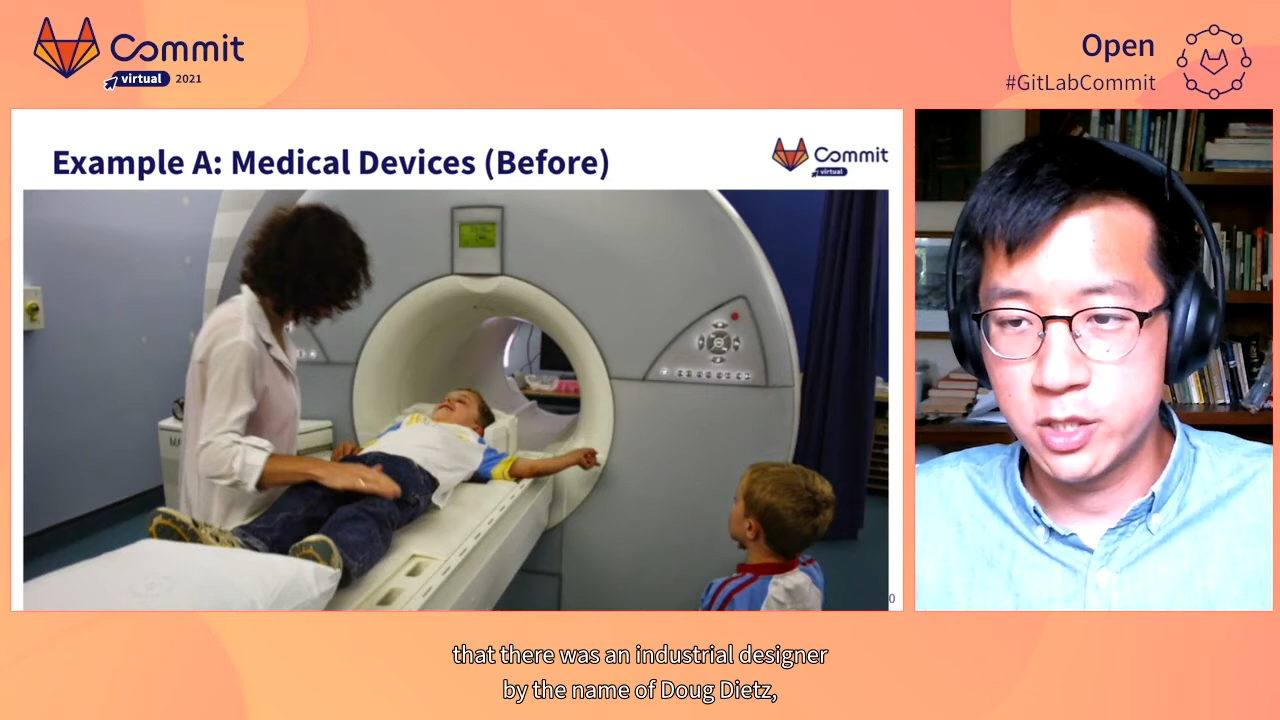 Commit
virtual 2021
Open
#GitLabCommit
Example A: Medical Devices (Before)
Commit
virtual
0
that there was an industrial designer
by the name of Doug Dietz,